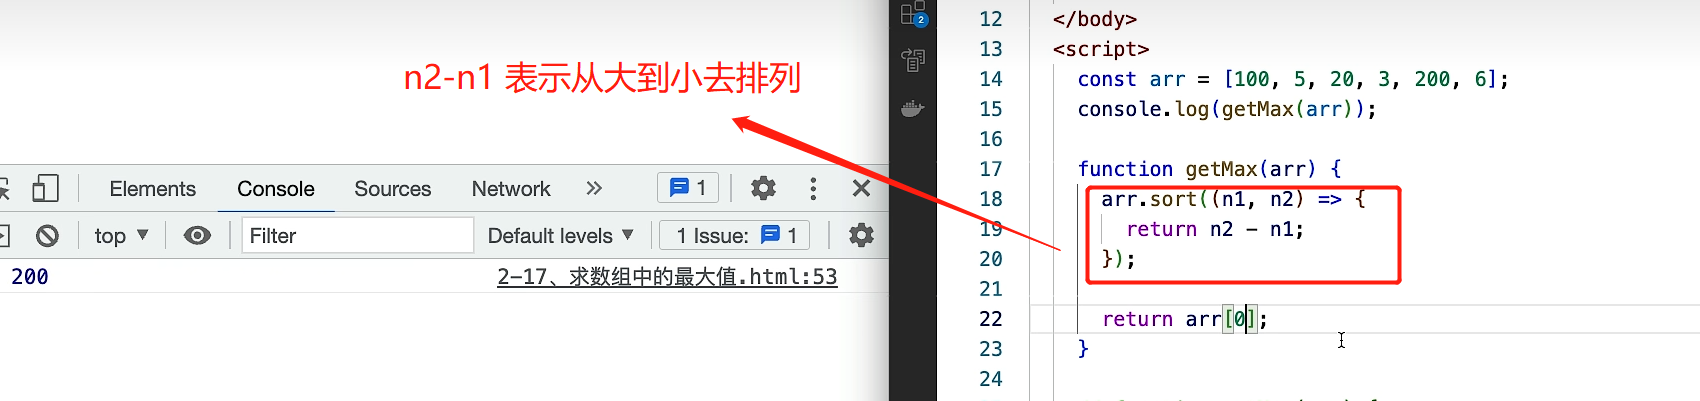 n2-n1 表示从大到小去排列
Elements Console Sources Network 1
top Filter Default levels 1 Issue: 1
200 2-17、求数组中的最大值.html:53
2
12 </body>
13 <script>
14 const arr = [100, 5, 20, 3, 200, 6];
15 console.log(getMax(arr));
16
17 function getMax(arr) {
18 arr.sort((n1, n2) => {
19 return n2 - n1;
20 });
21
22 return arr[0];
23 }
24